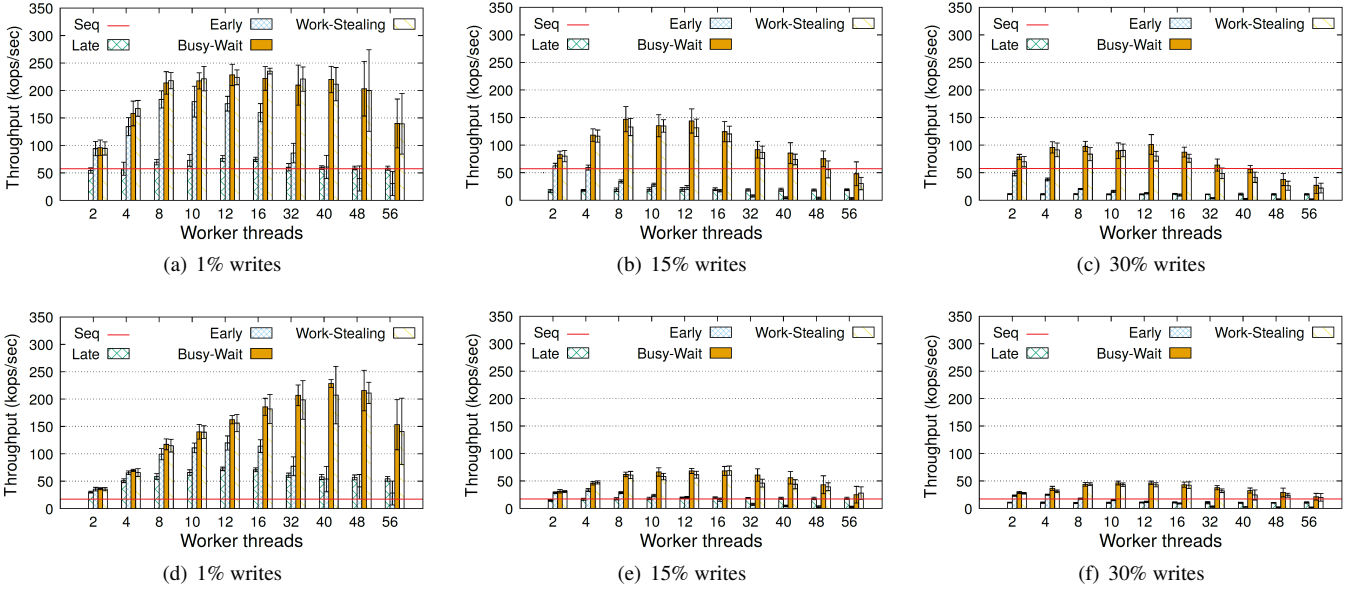 350
300
250
200
150
100
50
0
Throughput (kops/sec)
Seq
Late
Early
Busy-Wait
Work-Stealing
2 4 8 10 12 16 32 40 48 56
Worker threads
(a) 1% writes
350
300
250
200
150
100
50
0
Throughput (kops/sec)
Seq
Late
Early
Busy-Wait
Work-Stealing
2 4 8 10 12 16 32 40 48 56
Worker threads
(b) 15% writes
350
300
250
200
150
100
50
0
Throughput (kops/sec)
Seq
Late
Early
Busy-Wait
Work-Stealing
2 4 8 10 12 16 32 40 48 56
Worker threads
(c) 30% writes
350
300
250
200
150
100
50
0
Throughput (kops/sec)
Seq
Late
Early
Busy-Wait
Work-Stealing
2 4 8 10 12 16 32 40 48 56
Worker threads
(d) 1% writes
350
300
250
200
150
100
50
0
Throughput (kops/sec)
Seq
Late
Early
Busy-Wait
Work-Stealing
2 4 8 10 12 16 32 40 48 56
Worker threads
(e) 15% writes
350
300
250
200
150
100
50
0
Throughput (kops/sec)
Seq
Late
Early
Busy-Wait
Work-Stealing
2 4 8 10 12 16 32 40 48 56
Worker threads
(f) 30% writes